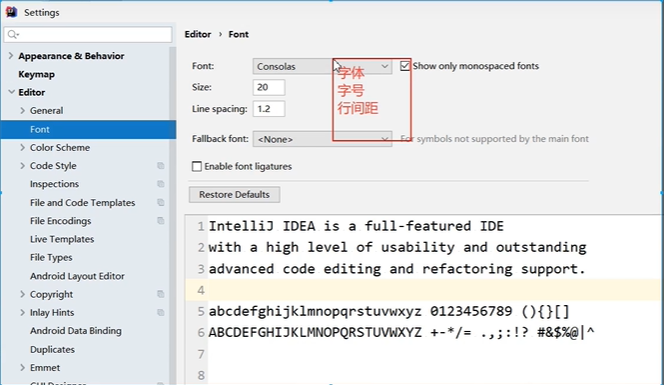 Settings
Editor › Font
Appearance & Behavior
Keymap
Editor
General
Font
Color Scheme
Code Style
Inspections
File and Code Templates
File Encodings
Live Templates
File Types
Android Layout Editor
Copyright
Inlay Hints
Android Data Binding
Duplicates
Emmet
Font: Consolas Show only monospaced fonts
字体
Size: 20
字号
Line spacing: 1.2
行间距
Fallback font: <None> For symbols not supported by the main font
Enable font ligatures
Restore Defaults
1 IntelliJ IDEA is a full-featured IDE
2 with a high level of usability and outstanding
3 advanced code editing and refactoring support.
4
5 abcdefghijklmnopqrstuvwxyz 0123456789 (){}[]
6 ABCDEFGHIJKLMNOPQRSTUVWXYZ +-*/= .,;:!? #&$%@|^
7
8